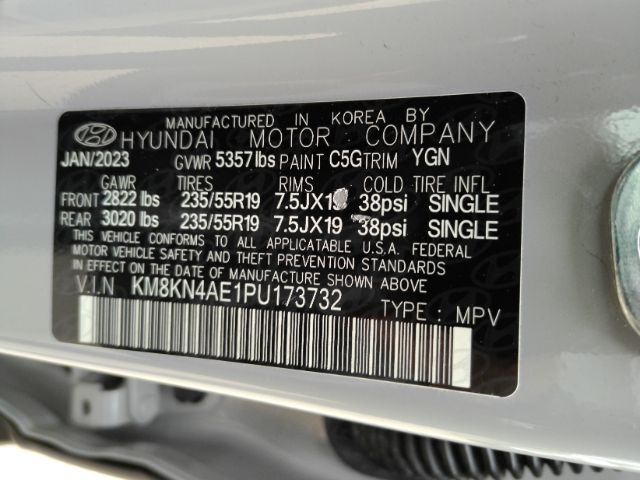 MANUFACTURED IN KOREA BY
HYUNDAI MOTOR COMPANY
JAN/2023 GVWR 5357 lbs PAINT C5G TRIM YGN
GAWR TIRES RIMS COLD TIRE INFL
FRONT 2822 lbs 235/55R19 7.5JX19 38psi SINGLE
REAR 3020 lbs 235/55R19 7.5JX19 38psi SINGLE
THIS VEHICLE CONFORMS TO ALL APPLICATABLE U.S.A. FEDERAL
MOTOR VEHICLE SAFETY AND THEFT PREVENTION STANDARDS
IN EFFECT ON THE DATE OF MANUFACTURE SHOWN ABOVE.
V.I.N KM8KN4AE1PU173732 TYPE : MPV